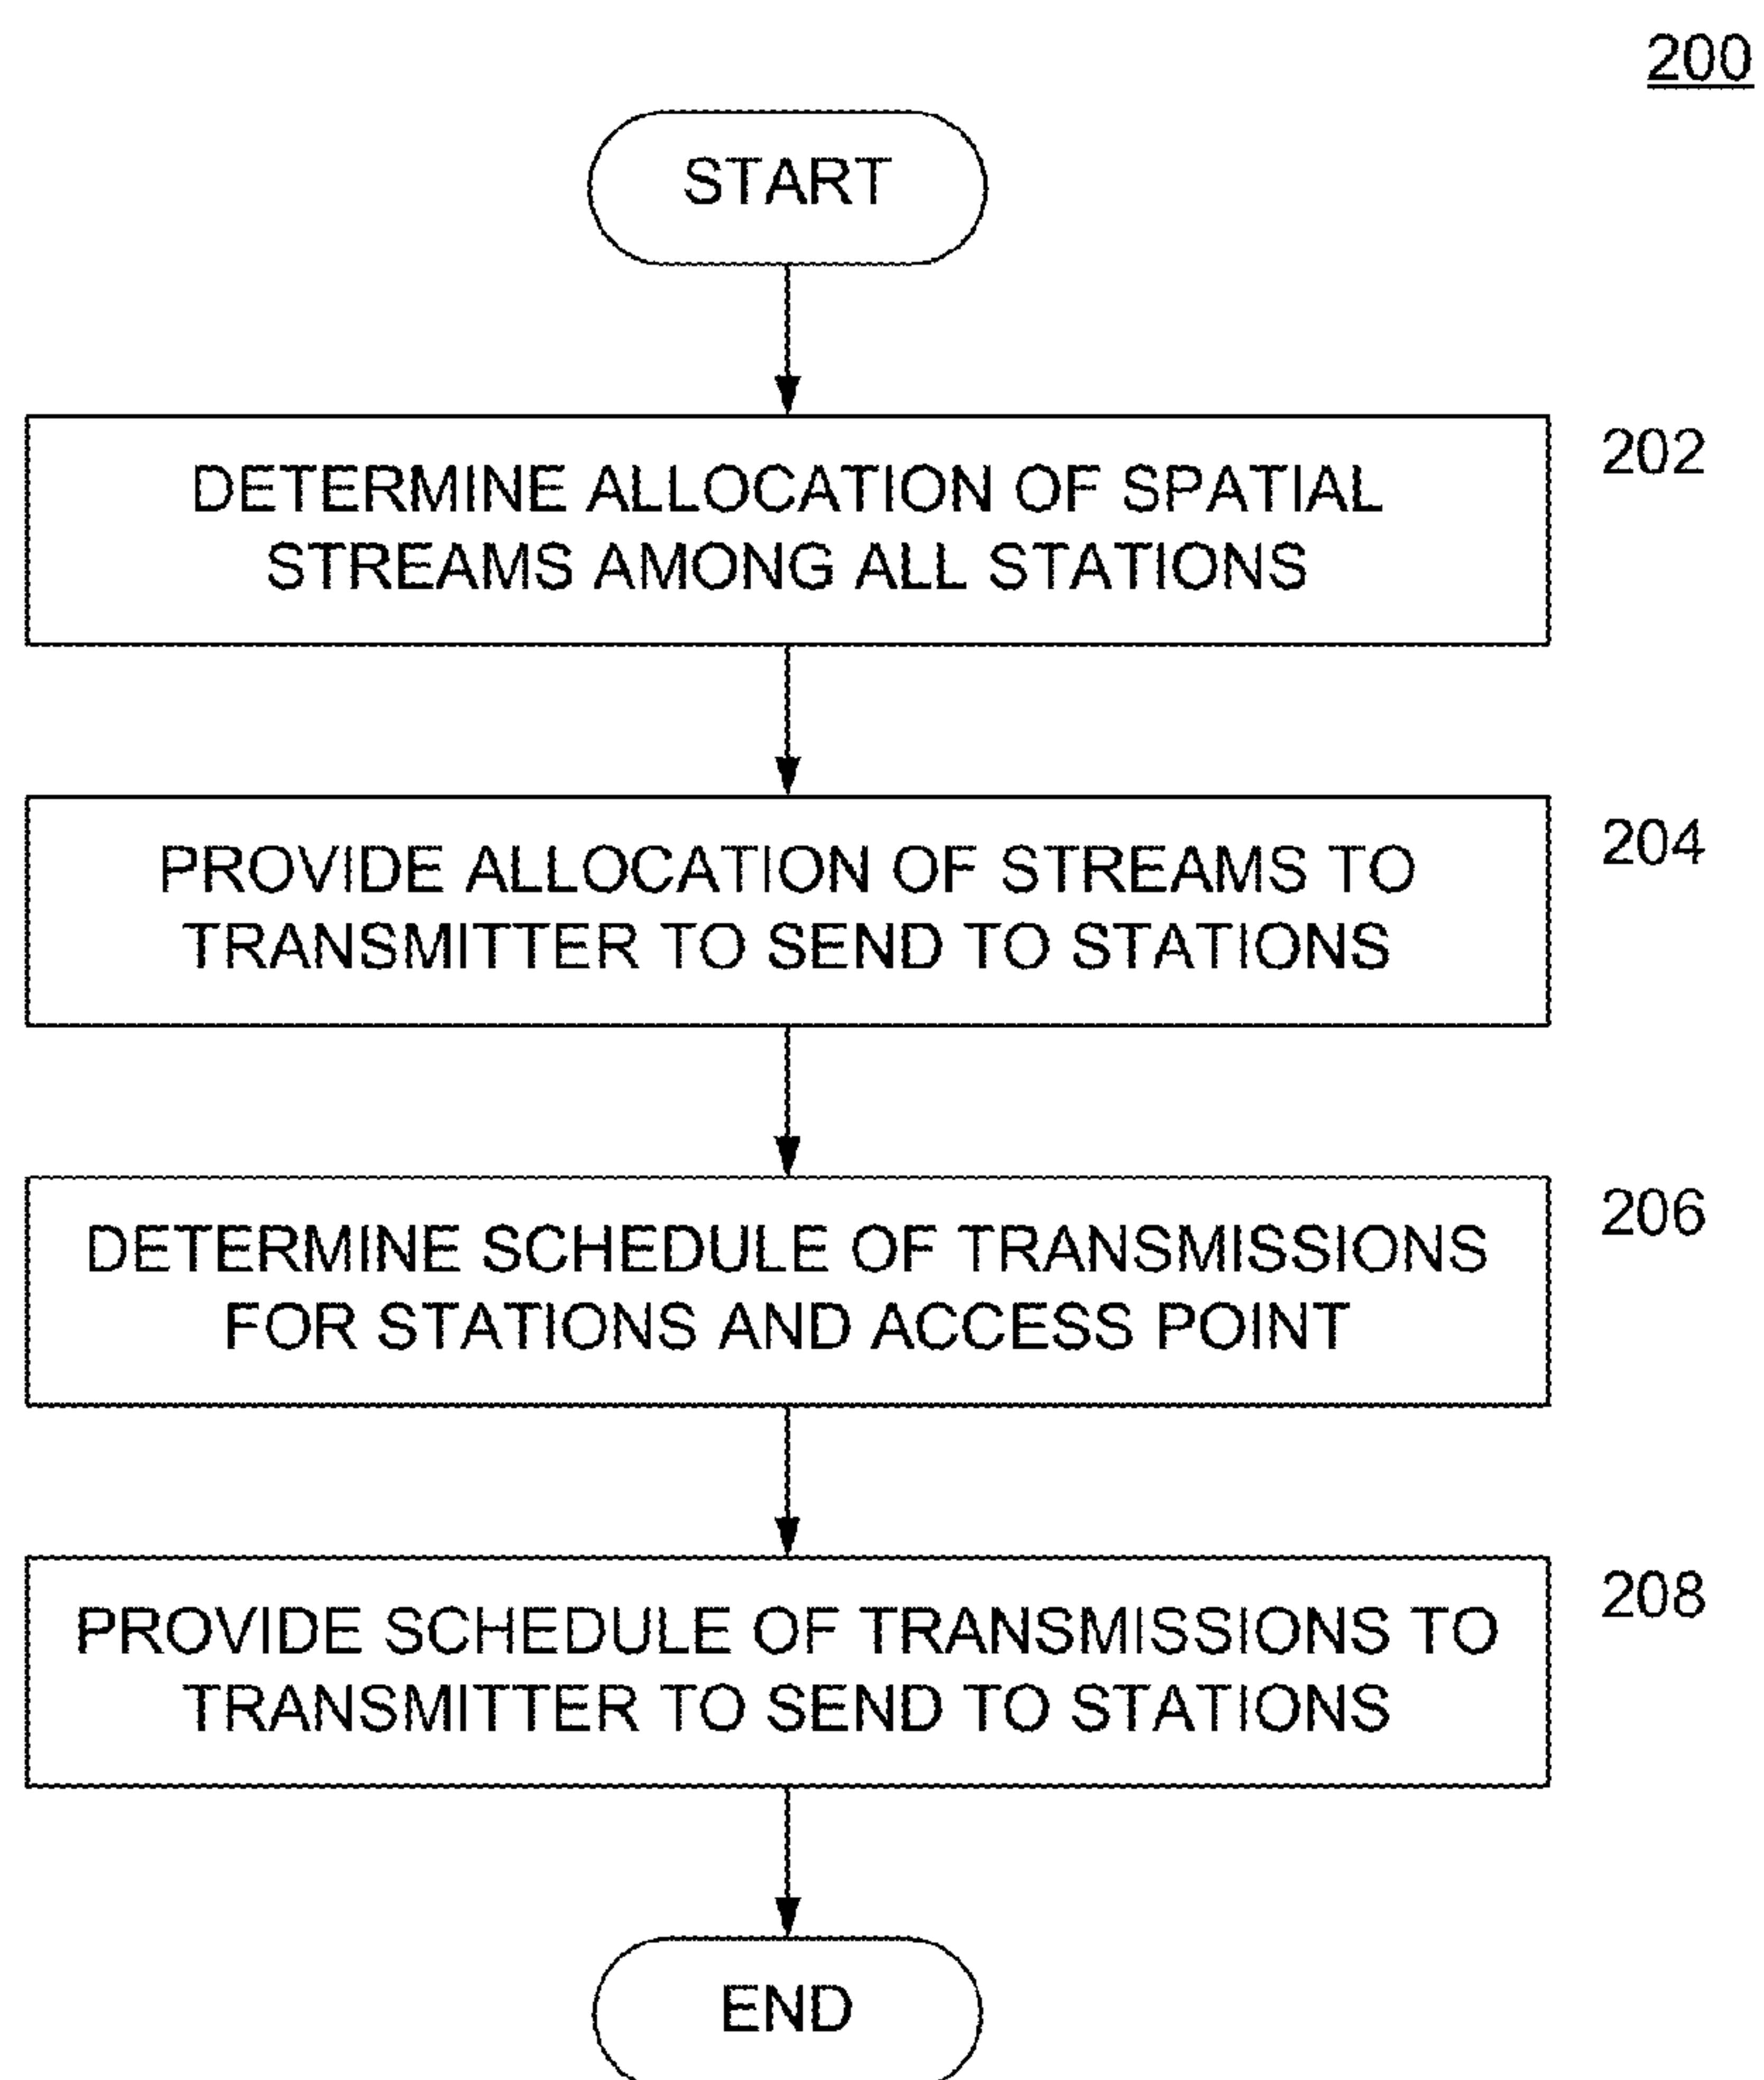 200
START
DETERMINE ALLOCATION OF SPATIAL
STREAMS AMONG ALL STATIONS
202
PROVIDE ALLOCATION OF STREAMS TO
TRANSMITTER TO SEND TO STATIONS
204
DETERMINE SCHEDULE OF TRANSMISSIONS
FOR STATIONS AND ACCESS POINT
206
PROVIDE SCHEDULE OF TRANSMISSIONS TO
TRANSMITTER TO SEND TO STATIONS
208
END